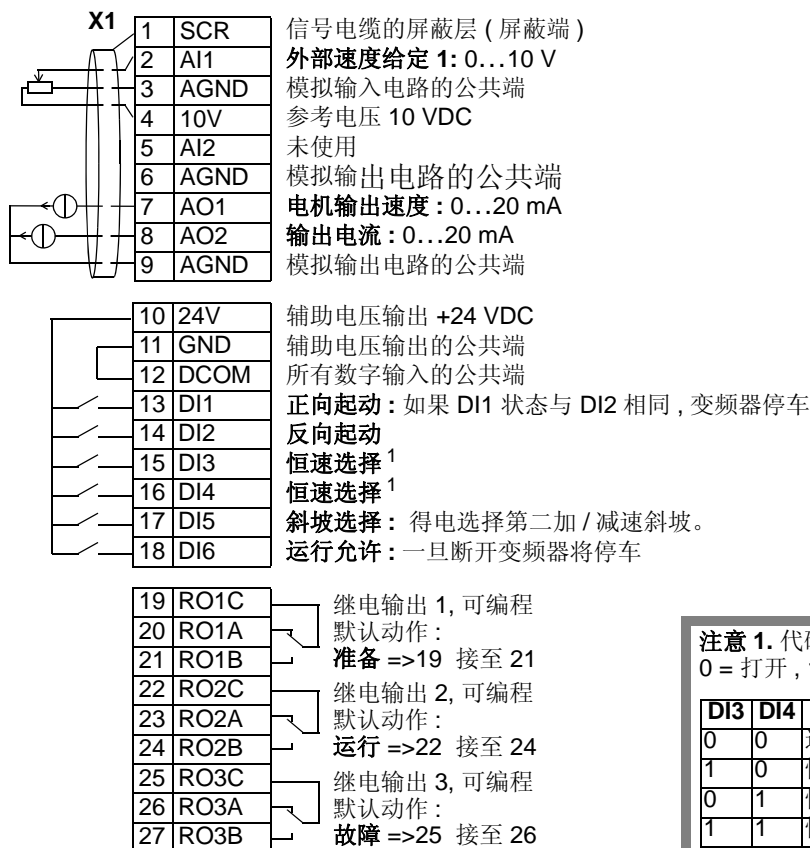 X1
1 SCR 信号电缆的屏蔽层 ( 屏蔽端 )
2 AI1 外部速度给定 1: 0…10 V
3 AGND 模拟输入电路的公共端
4 10V 参考电压 10 VDC
5 AI2 未使用
6 AGND 模拟输出电路的公共端
7 AO1 电机输出速度 : 0…20 mA
8 AO2 输出电流 : 0…20 mA
9 AGND 模拟输出电路的公共端
10 24V 辅助电压输出 +24 VDC
11 GND 辅助电压输出的公共端
12 DCOM 所有数字输入的公共端
13 DI1 正向起动 : 如果 DI1 状态与 DI2 相同 , 变频器停车
14 DI2 反向起动
15 DI3 恒速选择 1
16 DI4 恒速选择 1
17 DI5 斜坡选择 : 得电选择第二加 / 减速斜坡。
18 DI6 运行允许 : 一旦断开变频器将停车
19 RO1C 继电输出 1, 可编程
20 RO1A 默认动作 :
21 RO1B 准备 =>19 接至 21
22 RO2C 继电输出 2, 可编程
23 RO2A 默认动作 :
24 RO2B 运行 =>22 接至 24
25 RO3C 继电输出 3, 可编程
26 RO3A 默认动作 :
27 RO3B 故障 =>25 接至 26
注意 1. 代
0 = 打开 ,
DI3 DI4
0 0
1 0
0 1
1 1